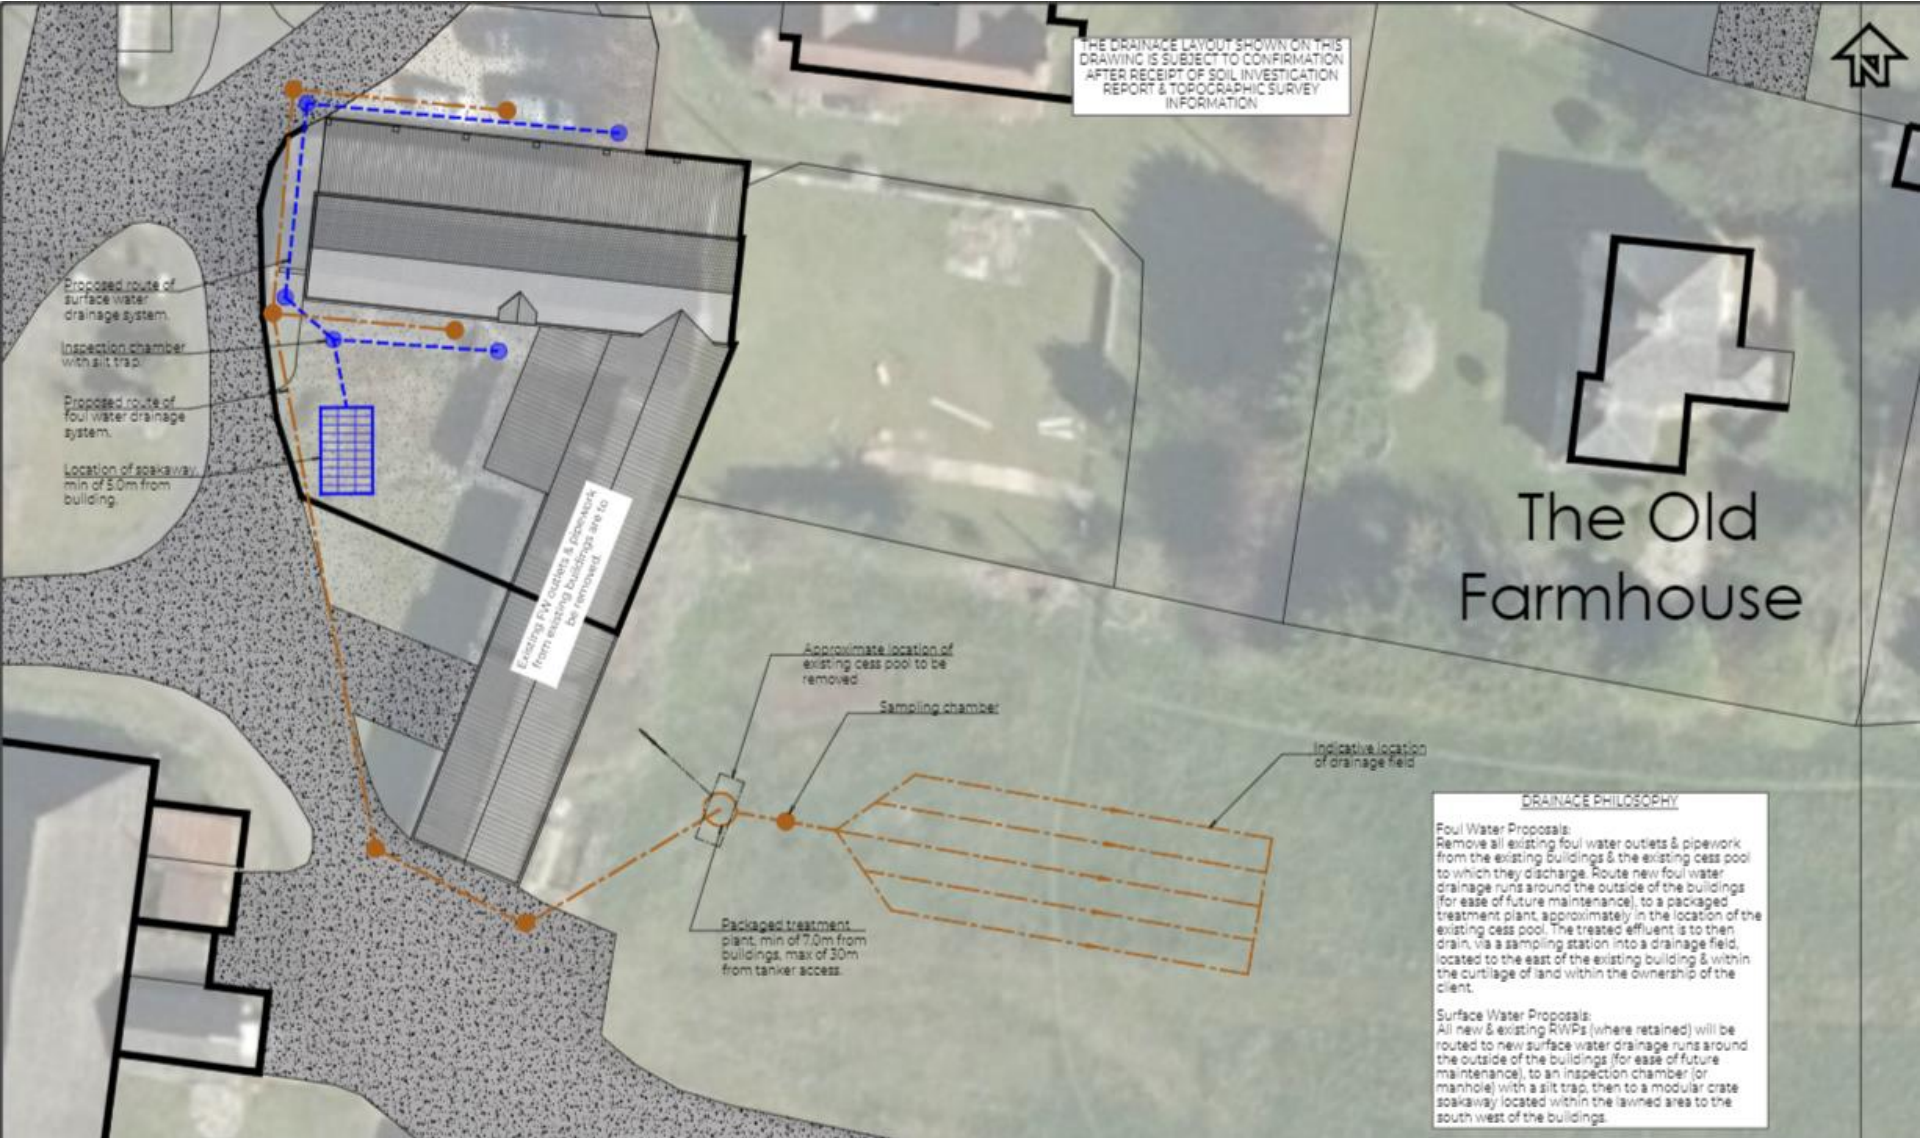 THE DRAINAGE LAYOUT SHOWN ON THIS
DRAWING IS SUBJECT TO CONFIRMATION
AFTER RECEIPT OF SOIL INVESTIGATION
REPORT & TOPOGRAPHIC SURVEY
INFORMATION
N
Proposed route of
surface water
drainage system.
Inspection chamber
with silt trap.
Proposed route of
foul water drainage
system.
Location of soakaway,
min of 5.0m from
building.
Existing FW outlets & pipework
from existing buildings are to
be removed.
The Old
Farmhouse
Approximate location of
existing cess pool to be
removed
Sampling chamber
Indicative location
of drainage field
Packaged treatment
plant, min of 7.0m from
buildings, max of 30m
from tanker access.
DRAINAGE PHILOSOPHY
Foul Water Proposals:
Remove all existing foul water outlets & pipework
from the existing buildings & the existing cess pool
to which they discharge. Route new foul water
drainage runs around the outside of the buildings
(for ease of future maintenance), to a packaged
treatment plant, approximately in the location of the
existing cess pool. The treated effluent is to then
drain, via a sampling station into a drainage field,
located to the east of the existing building & within
the curtilage of land within the ownership of the
client.
Surface Water Proposals:
All new & existing RWPs (where retained) will be
routed to new surface water drainage runs around
the outside of the buildings (for ease of future
maintenance), to an inspection chamber (or
manhole) with a silt trap, then to a modular crate
soakaway located within the lawned area to the
south west of the buildings.